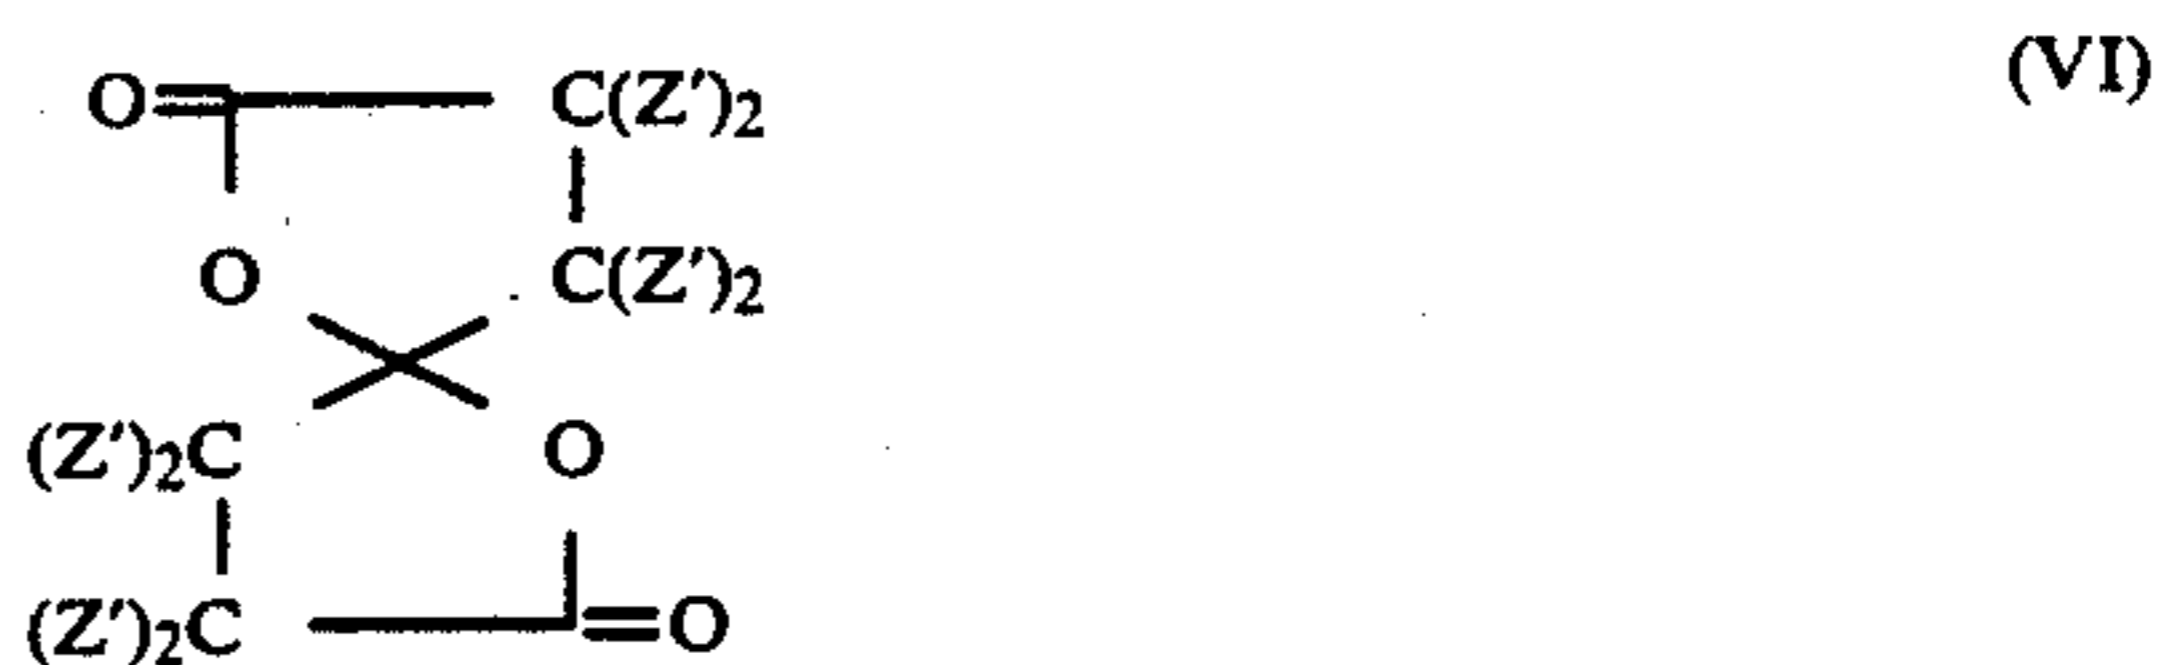 O= C(Z')₂ (VI)
O C(Z')₂
(Z')₂C O
(Z')₂C =O